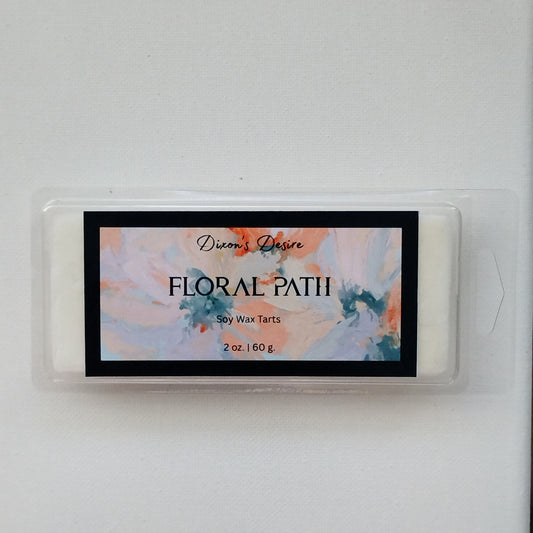 Dixon's Desire
FLORAL PATH
Soy Wax Tarts
2 oz. | 60 g.